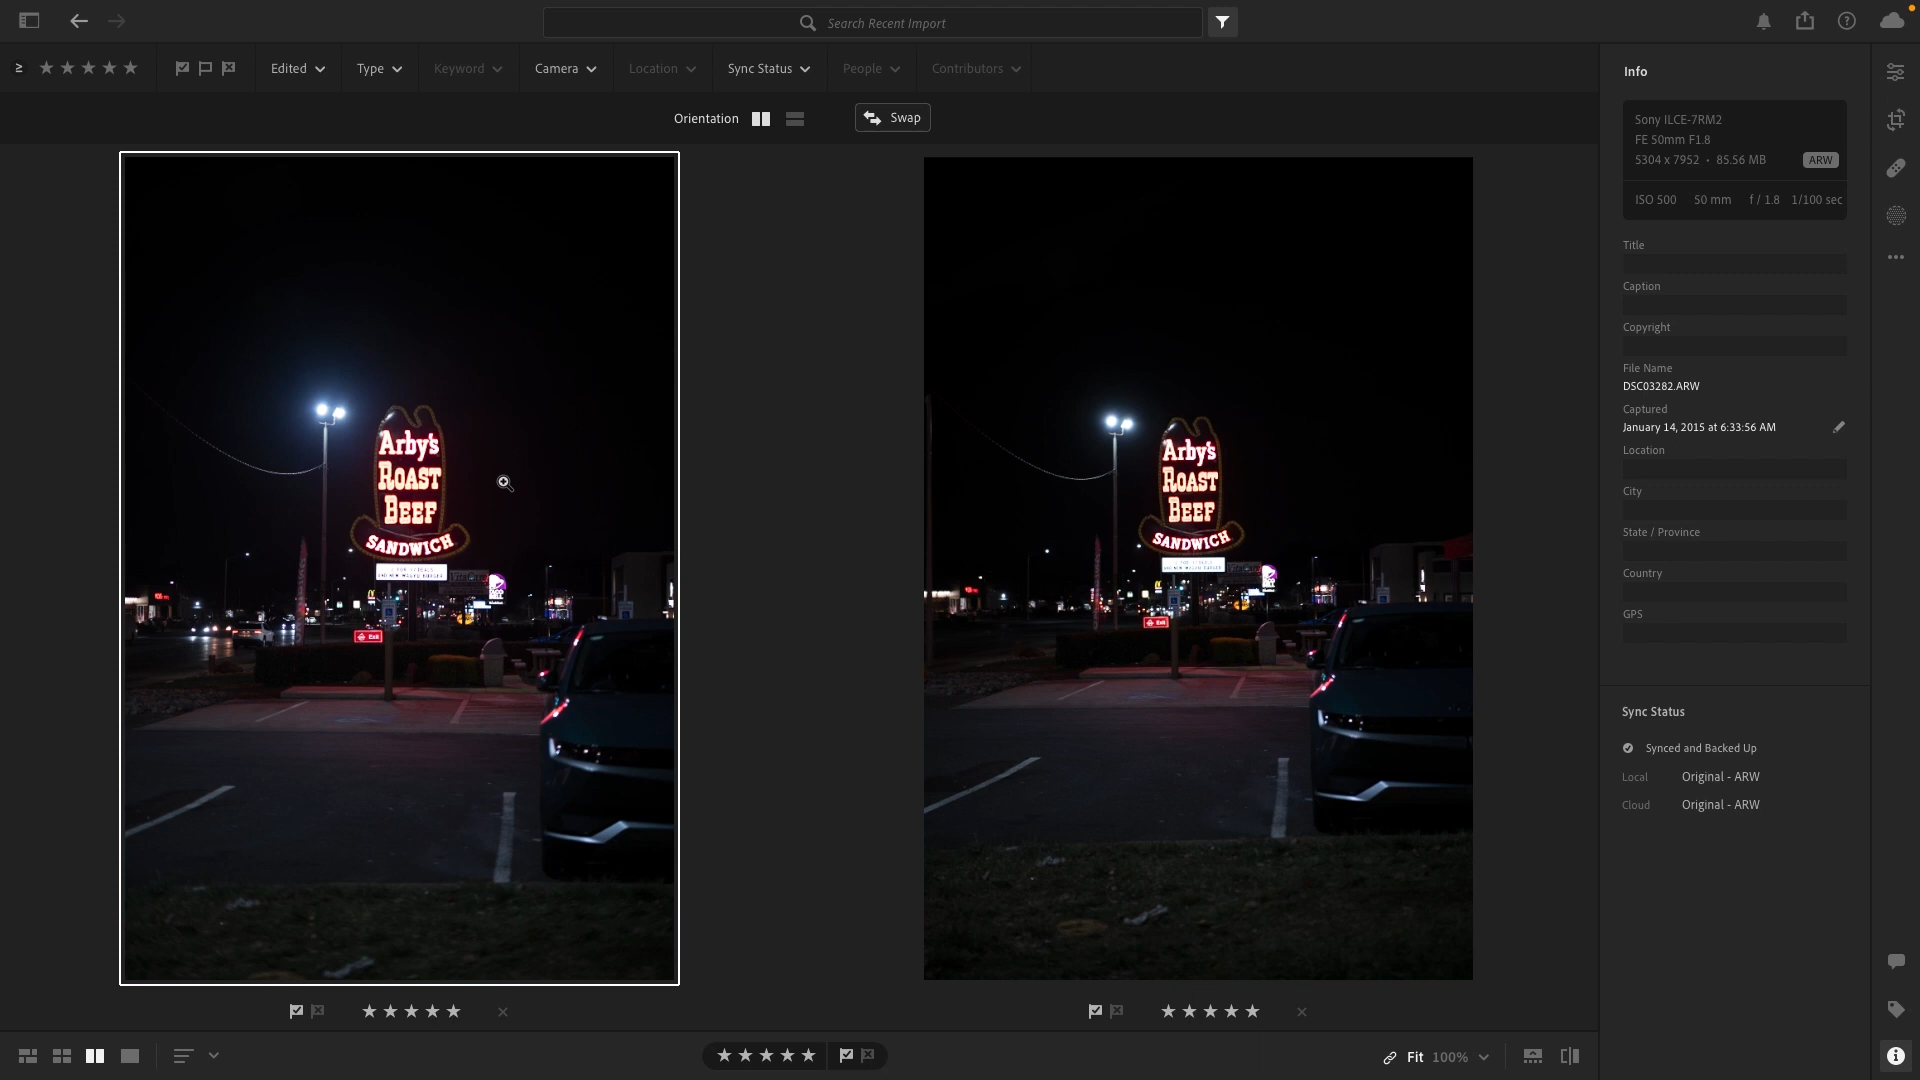 Search Recent Import
≥
Edited
Type
Keyword
Camera
Location
Sync Status
People
Contributors
Orientation
Swap
Arby's
ROAST
BEEF
SANDWICH
TACO
BELL
Exit
Arby's
ROAST
BEEF
SANDWICH
Exit
Fit
100%
Info
Sony ILCE-7RM2
FE 50mm F1.8
5304 x 7952 • 85.56 MB
ARW
ISO 500 50 mm f / 1.8 1/100 sec
Title
Caption
Copyright
File Name
DSC03282.ARW
Captured
January 14, 2015 at 6:33:56 AM
Location
City
State / Province
Country
GPS
Sync Status
Synced and Backed Up
Local Original - ARW
Cloud Original - ARW